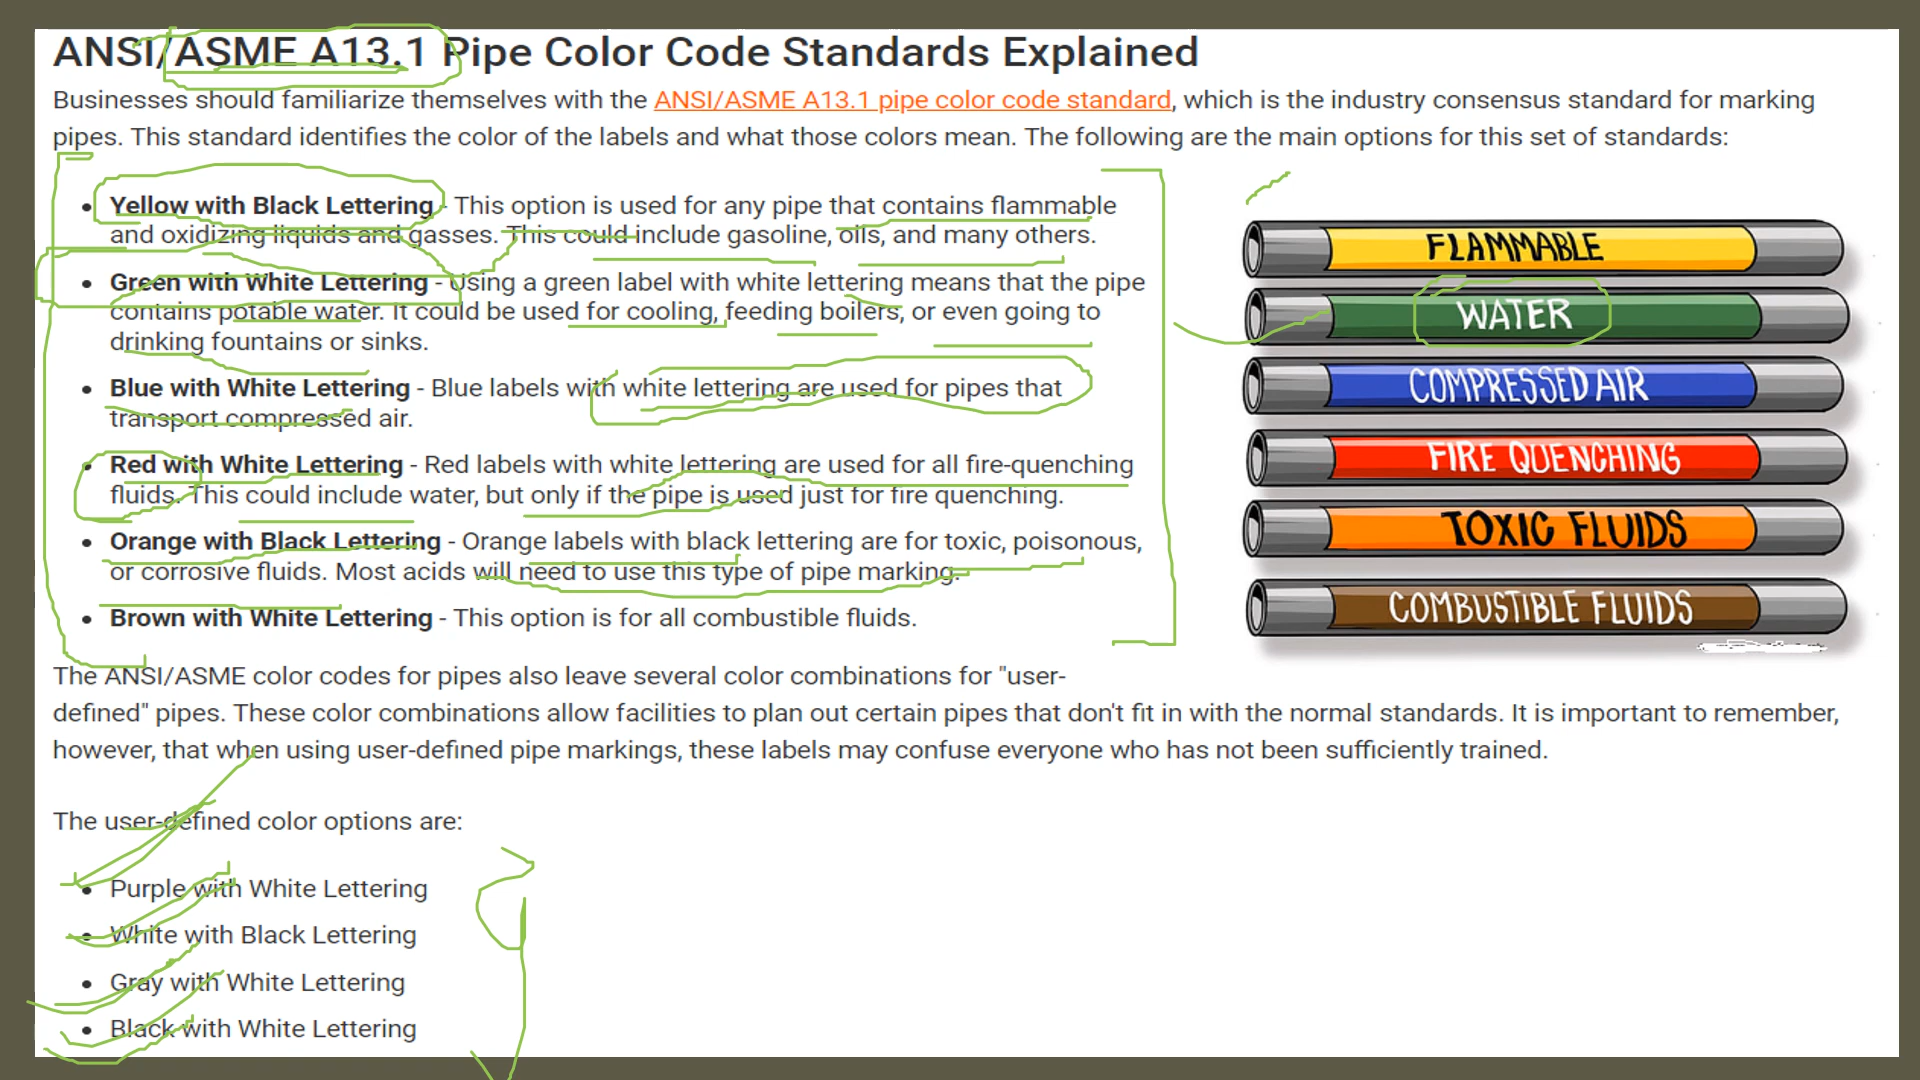 ANSI/ASME A13.1 Pipe Color Code Standards Explained
Businesses should familiarize themselves with the ANSI/ASME A13.1 pipe color code standard, which is the industry consensus standard for marking
pipes. This standard identifies the color of the labels and what those colors mean. The following are the main options for this set of standards:
• Yellow with Black Lettering - This option is used for any pipe that contains flammable
and oxidizing liquids and gasses. This could include gasoline, oils, and many others.
• Green with White Lettering - Using a green label with white lettering means that the pipe
contains potable water. It could be used for cooling, feeding boilers, or even going to
drinking fountains or sinks.
• Blue with White Lettering - Blue labels with white lettering are used for pipes that
transport compressed air.
• Red with White Lettering - Red labels with white lettering are used for all fire-quenching
fluids. This could include water, but only if the pipe is used just for fire quenching.
• Orange with Black Lettering - Orange labels with black lettering are for toxic, poisonous,
or corrosive fluids. Most acids will need to use this type of pipe marking.
• Brown with White Lettering - This option is for all combustible fluids.
FLAMMABLE
WATER
COMPRESSED AIR
FIRE QUENCHING
TOXIC FLUIDS
COMBUSTIBLE FLUIDS
The ANSI/ASME color codes for pipes also leave several color combinations for "user-
defined" pipes. These color combinations allow facilities to plan out certain pipes that don't fit in with the normal standards. It is important to remember,
however, that when using user-defined pipe markings, these labels may confuse everyone who has not been sufficiently trained.
The user-defined color options are:
• Purple with White Lettering
• White with Black Lettering
• Gray with White Lettering
• Black with White Lettering